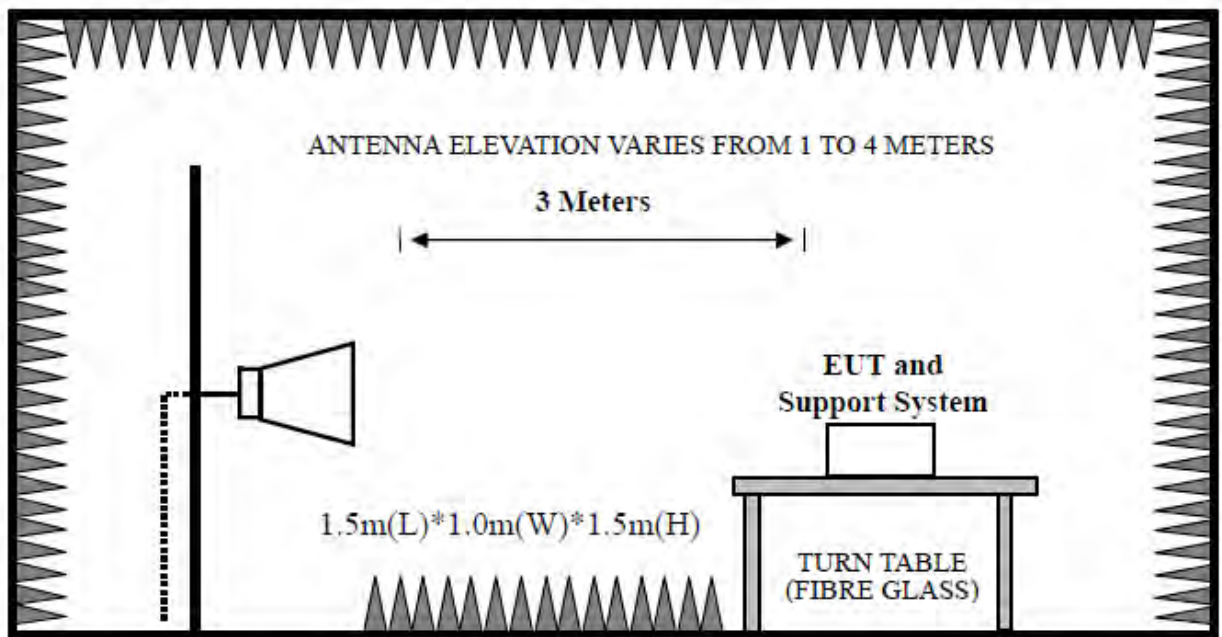 ANTENNA ELEVATION VARIES FROM 1 TO 4 METERS
3 Meters
EUT and
Support System
1.5m(L)*1.0m(W)*1.5m(H)
TURN TABLE
(FIBRE GLASS)